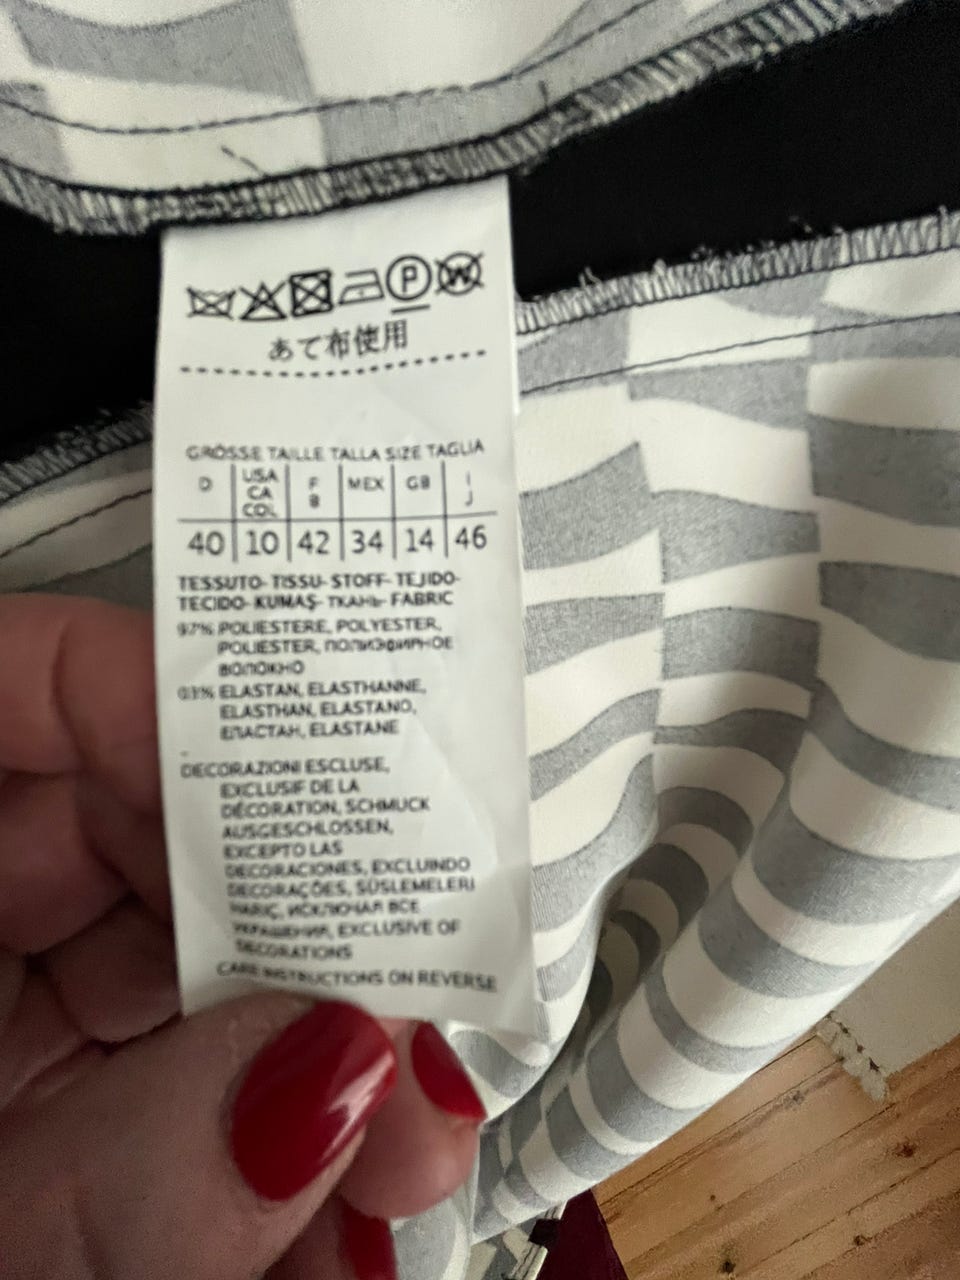 P W
あて布使用
GRÖSSE TAILLE TALLA SIZE TAGLIA
D USA CA COL F B MEX GB I J
40 10 42 34 14 46
TESSUTO- TISSU- STOFF- TEJIDO-
TECIDO- KUMAŞ- ТКАНЬ- FABRIC
97% POLIESTERE, POLYESTER,
POLIESTER, ПОЛИЭФИРНОЕ
ВОЛОКНО
03% ELASTAN, ELASTHANNE,
ELASTHAN, ELASTANO,
ЕПАСТАН, ELASTANE
DECORAZIONI ESCLUSE,
EXCLUSIF DE LA
DÉCORATION, SCHMUCK
AUSGESCHLOSSEN,
EXCEPTO LAS
DECORACIONES, EXCLUINDO
DECORAÇÕES, SÜSLEMELERI
HARIÇ, ИСКЛЮЧАЯ ВСЕ
УКРАШЕНИЯ, EXCLUSIVE OF
DECORATIONS
CARE INSTRUCTIONS ON REVERSE